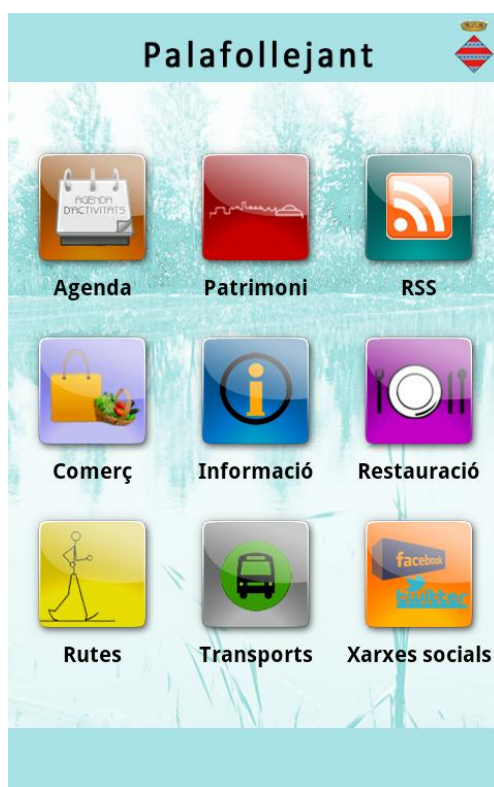 Palafollejant
AGENDA
D'ACTIVITATS
Agenda
Patrimoni
RSS
Comerç
Informació
Restauració
facebook
twitter
Rutes
Transports
Xarxes socials